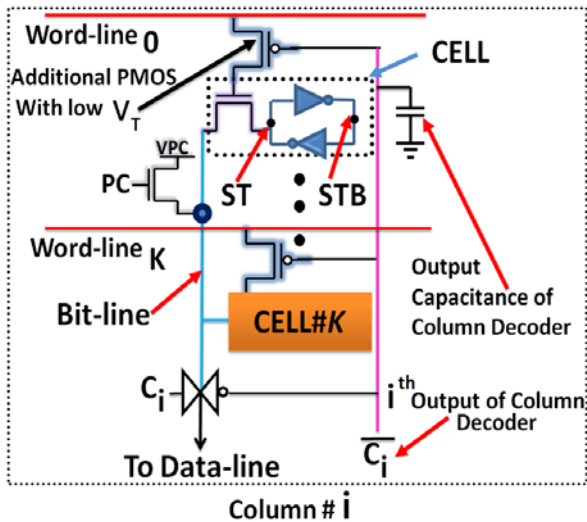 Word-line 0
CELL
Additional PMOS
With low VT
VPC
PC
ST
STB
Word-line K
Output
Capacitance of
Column Decoder
Bit-line
CELL#K
Ci
ith Output of Column
Decoder
Ci
To Data-line
Column # i